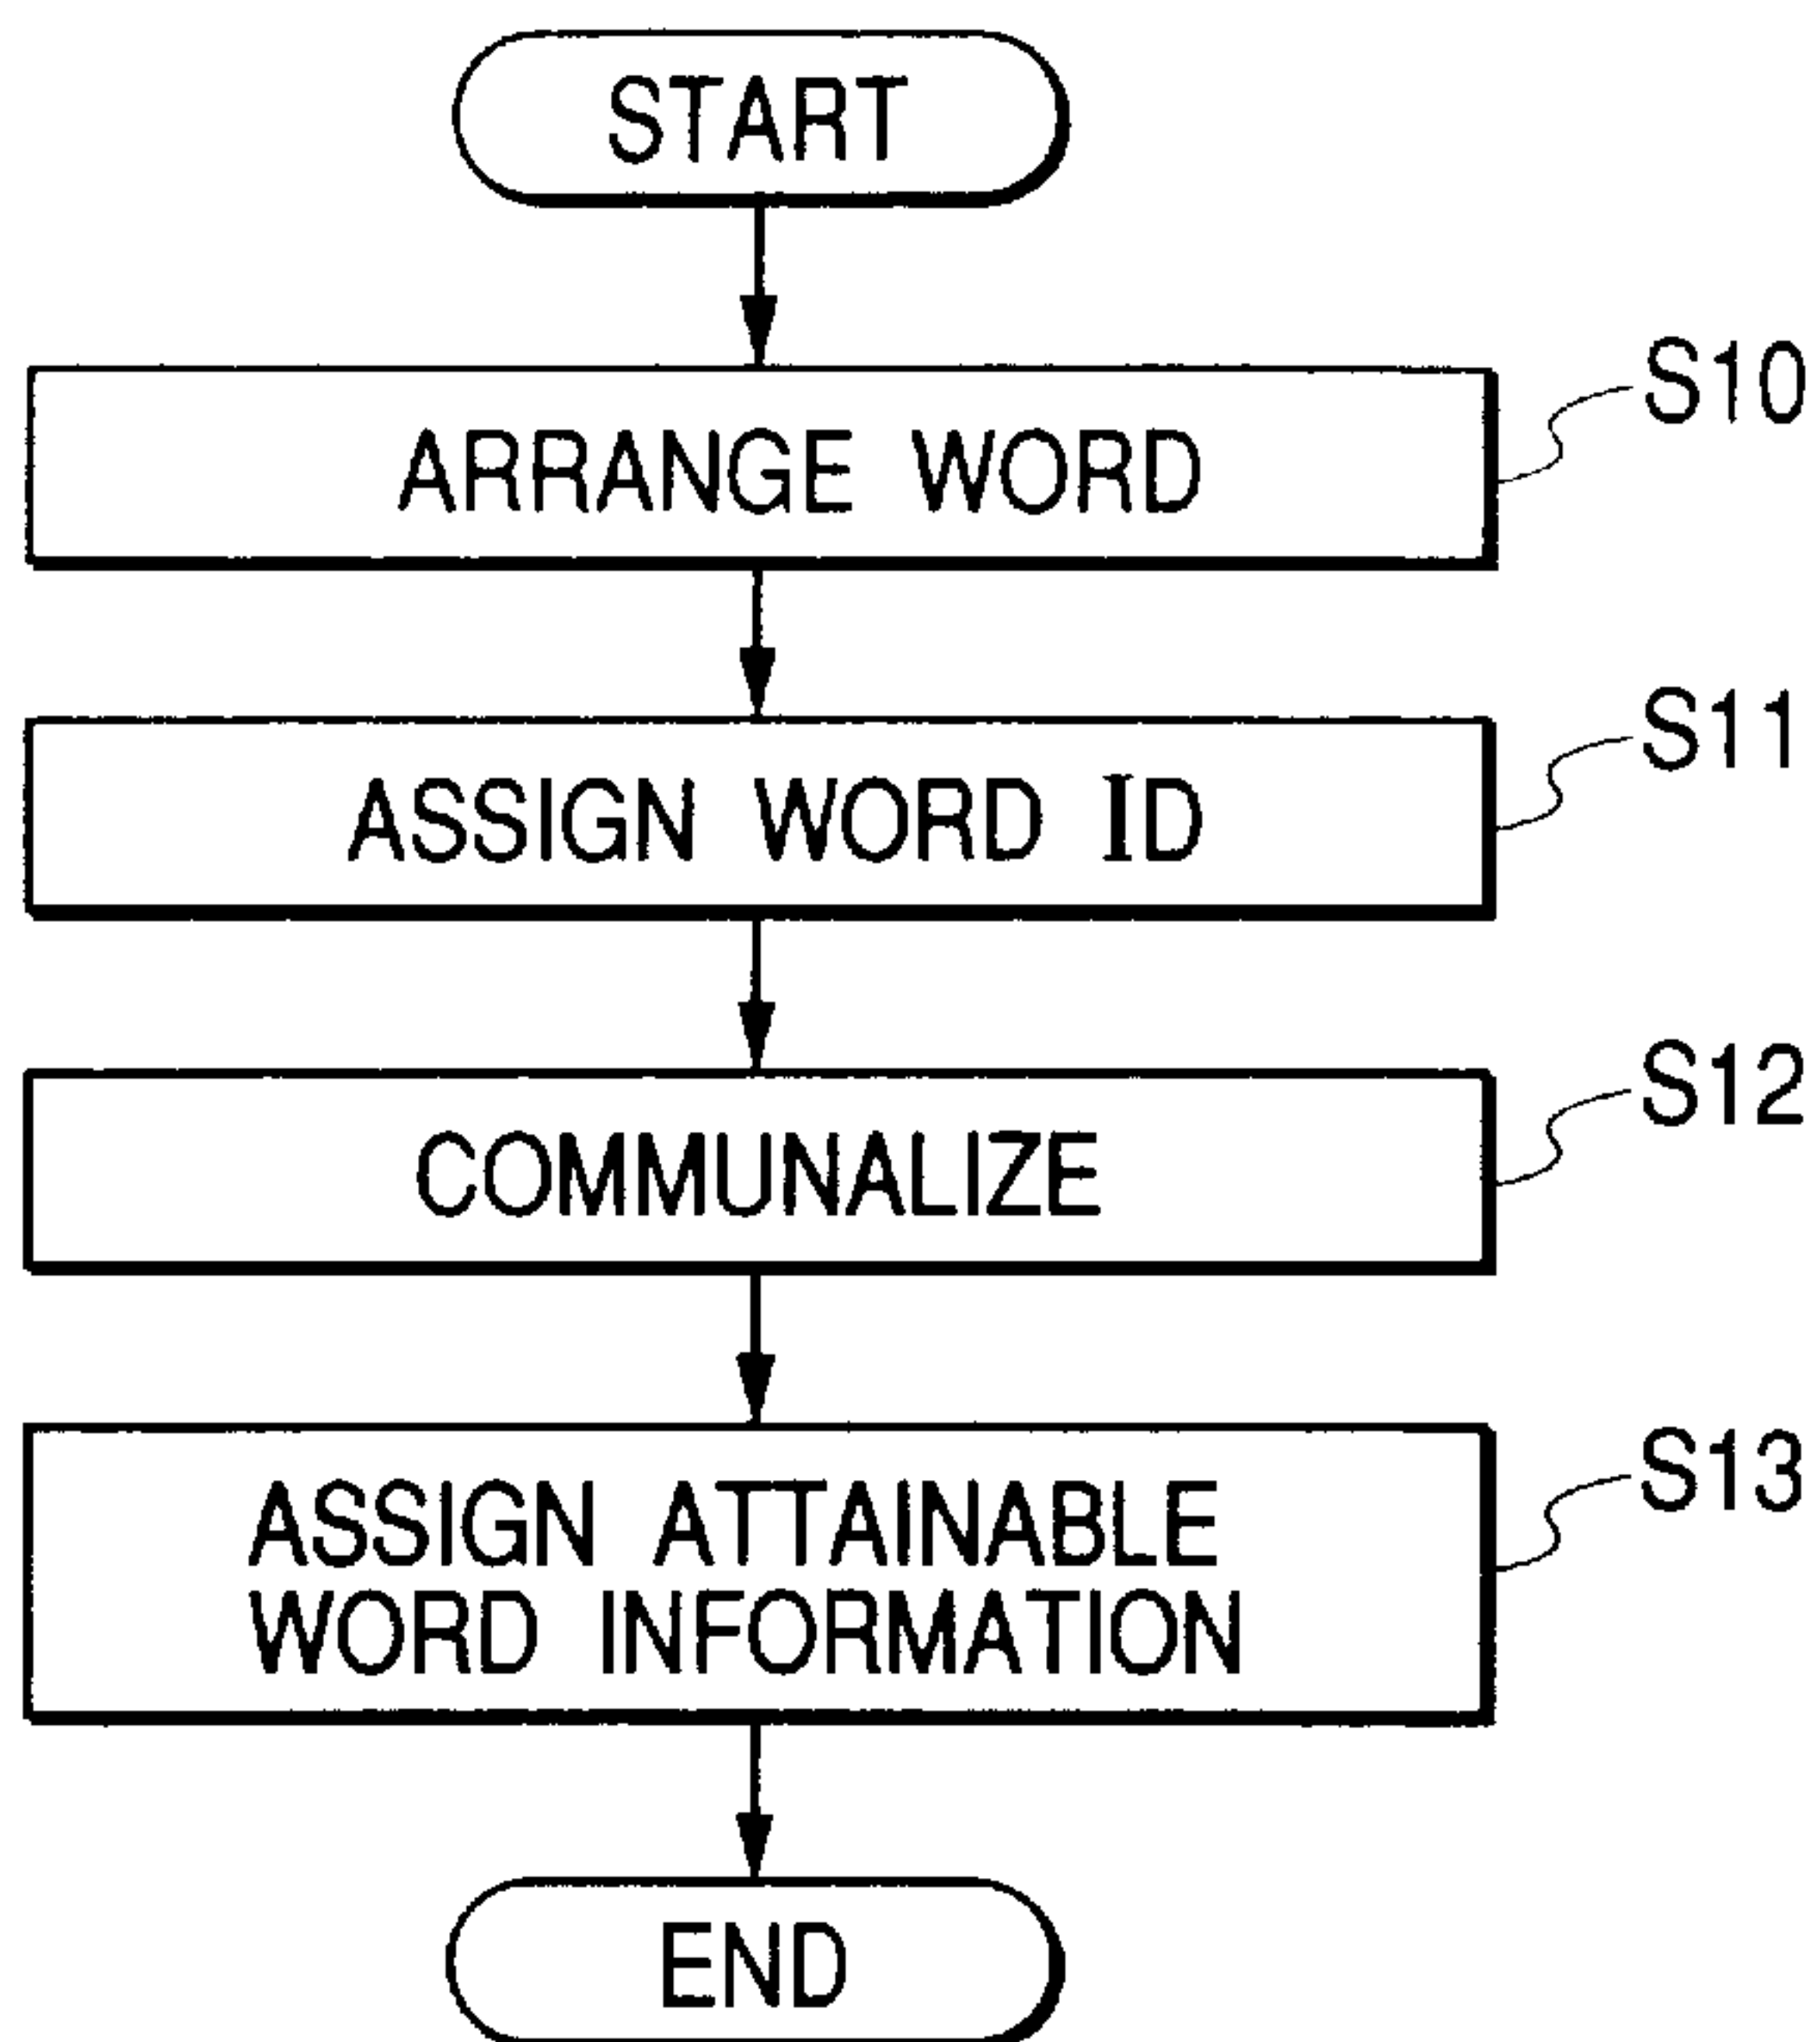 START
S10
ARRANGE WORD
S11
ASSIGN WORD ID
S12
COMMUNALIZE
S13
ASSIGN ATTAINABLE
WORD INFORMATION
END